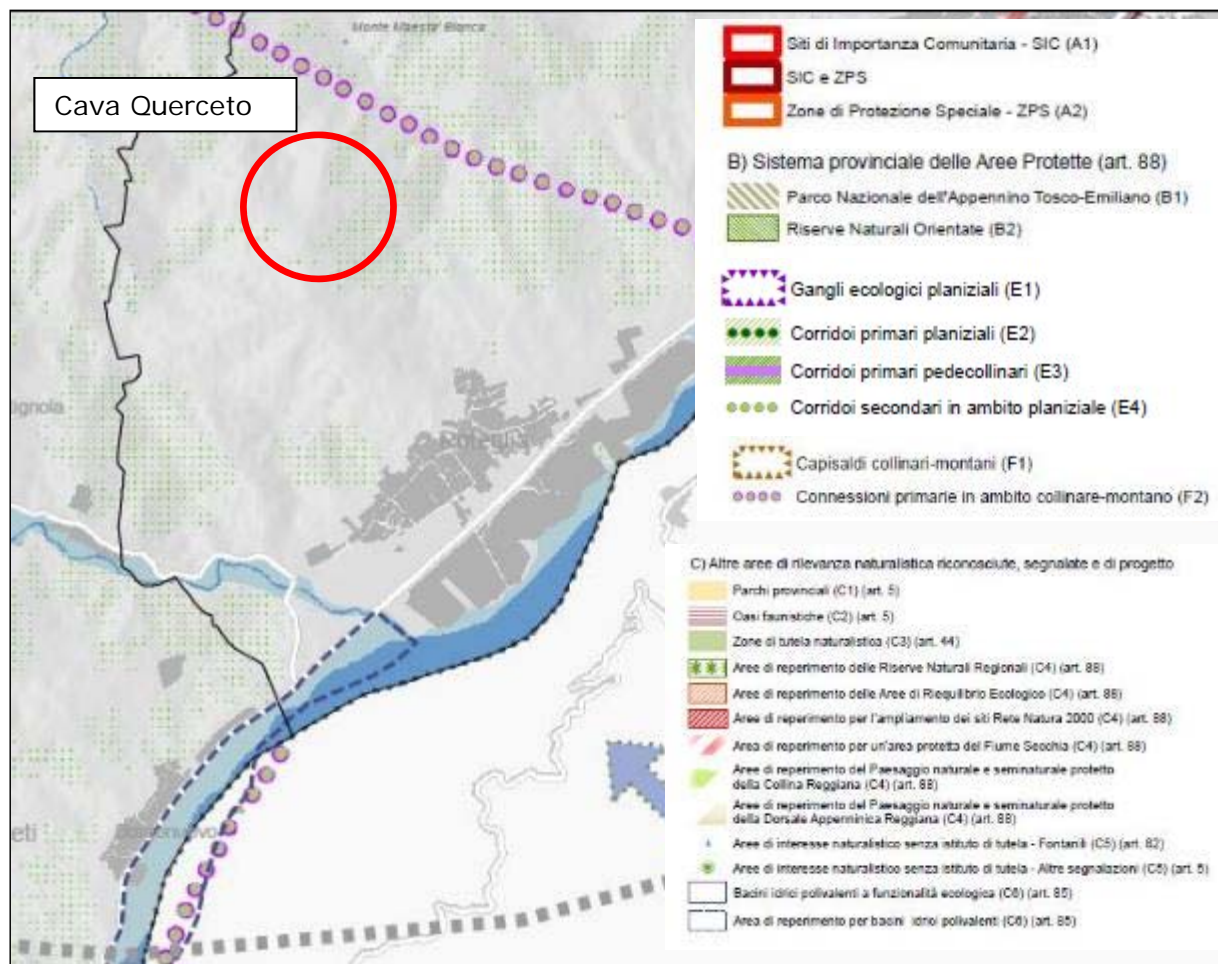 Monte Maesta' Bianca
Cava Querceto
Siti di Importanza Comunitaria - SIC (A1)
SIC e ZPS
Zone di Protezione Speciale - ZPS (A2)
B) Sistema provinciale delle Aree Protette (art. 88)
Parco Nazionale dell'Appennino Tosco-Emiliano (B1)
Riserve Naturali Orientate (B2)
Gangli ecologici planiziali (E1)
Corridoi primari planiziali (E2)
Corridoi primari pedecollinari (E3)
Corridoi secondari in ambito planiziale (E4)
Capisaldi collinari-montani (F1)
Connessioni primarie in ambito collinare-montano (F2)
C) Altre aree di rilevanza naturalistica riconosciute, segnalate e di progetto
Parchi provinciali (C1) (art. 5)
Oasi faunistiche (C2) (art. 5)
Zone di tutela naturalistica (C3) (art. 44)
Aree di reperimento delle Riserve Naturali Regionali (C4) (art. 88)
Aree di reperimento delle Aree di Riequilibrio Ecologico (C4) (art. 88)
Aree di reperimento per l'ampliamento dei siti Rete Natura 2000 (C4) (art. 88)
Area di reperimento per un'area protetta del Fiume Secchia (C4) (art. 88)
Aree di reperimento del Paesaggio naturale e seminaturale protetto
della Collina Reggiana (C4) (art. 88)
Aree di reperimento del Paesaggio naturale e seminaturale protetto
della Dorsale Appenninica Reggiana (C4) (art. 88)
Aree di interesse naturalistico senza istituto di tutela - Fontanili (C5) (art. 82)
Aree di interesse naturalistico senza istituto di tutela - Altre segnalazioni (C5) (art. 5)
Bacini idrici polivalenti a funzionalità ecologica (C6) (art. 85)
Area di reperimento per bacini idrici polivalenti (C6) (art. 85)